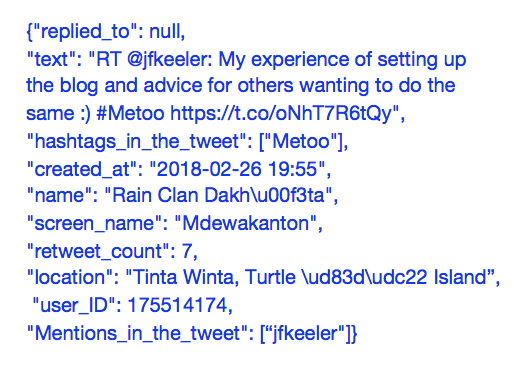 {"replied_to": null,
"text": "RT @jfkeeler: My experience of setting up
the blog and advice for others wanting to do the
same :) #Metoo https://t.co/oNhT7R6tQy",
"hashtags_in_the_tweet": ["Metoo"],
"created_at": "2018-02-26 19:55",
"name": "Rain Clan Dakh\u00f3ta",
"screen_name": "Mdewakanton",
"retweet_count": 7,
"location": "Tinta Winta, Turtle \ud83d\udc22 Island”,
"user_ID": 175514174,
"Mentions_in_the_tweet": [“jfkeeler"]}